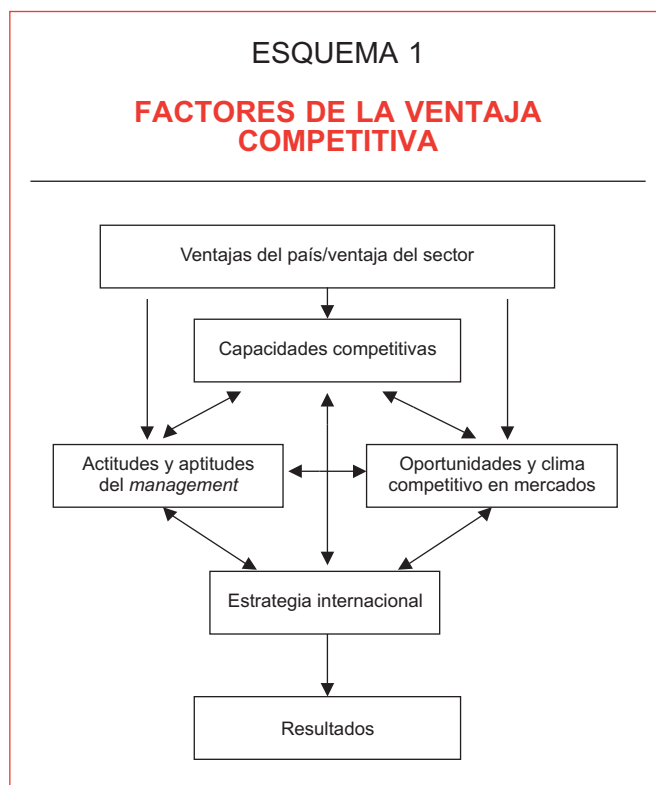 ESQUEMA 1
FACTORES DE LA VENTAJA
COMPETITIVA
Ventajas del país/ventaja del sector
Capacidades competitivas
Actitudes y aptitudes
del management
Oportunidades y clima
competitivo en mercados
Estrategia internacional
Resultados